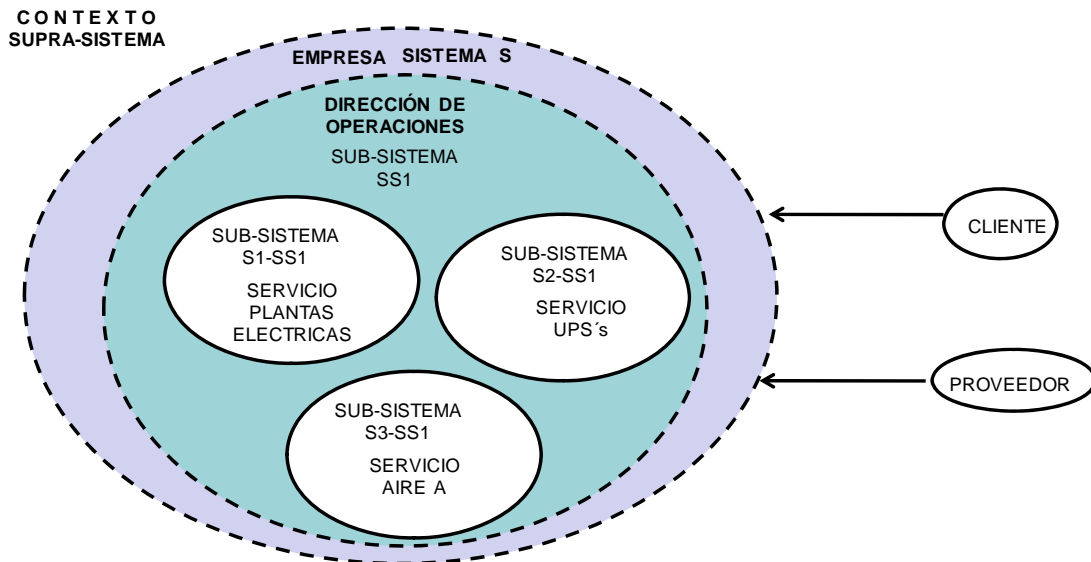 CONTEXTO
SUPRA-SISTEMA
EMPRESA SISTEMA S
DIRECCIÓN DE
OPERACIONES
SUB-SISTEMA
SS1
SUB-SISTEMA
S1-SS1
SERVICIO
PLANTAS
ELECTRICAS
SUB-SISTEMA
S2-SS1
SERVICIO
UPS´s
SUB-SISTEMA
S3-SS1
SERVICIO
AIRE A
CLIENTE
PROVEEDOR